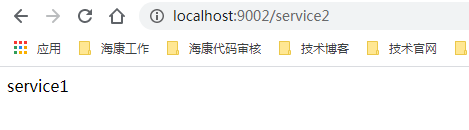 localhost:9002/service2
应用 海康工作 海康代码审核 技术博客 技术官网
service1